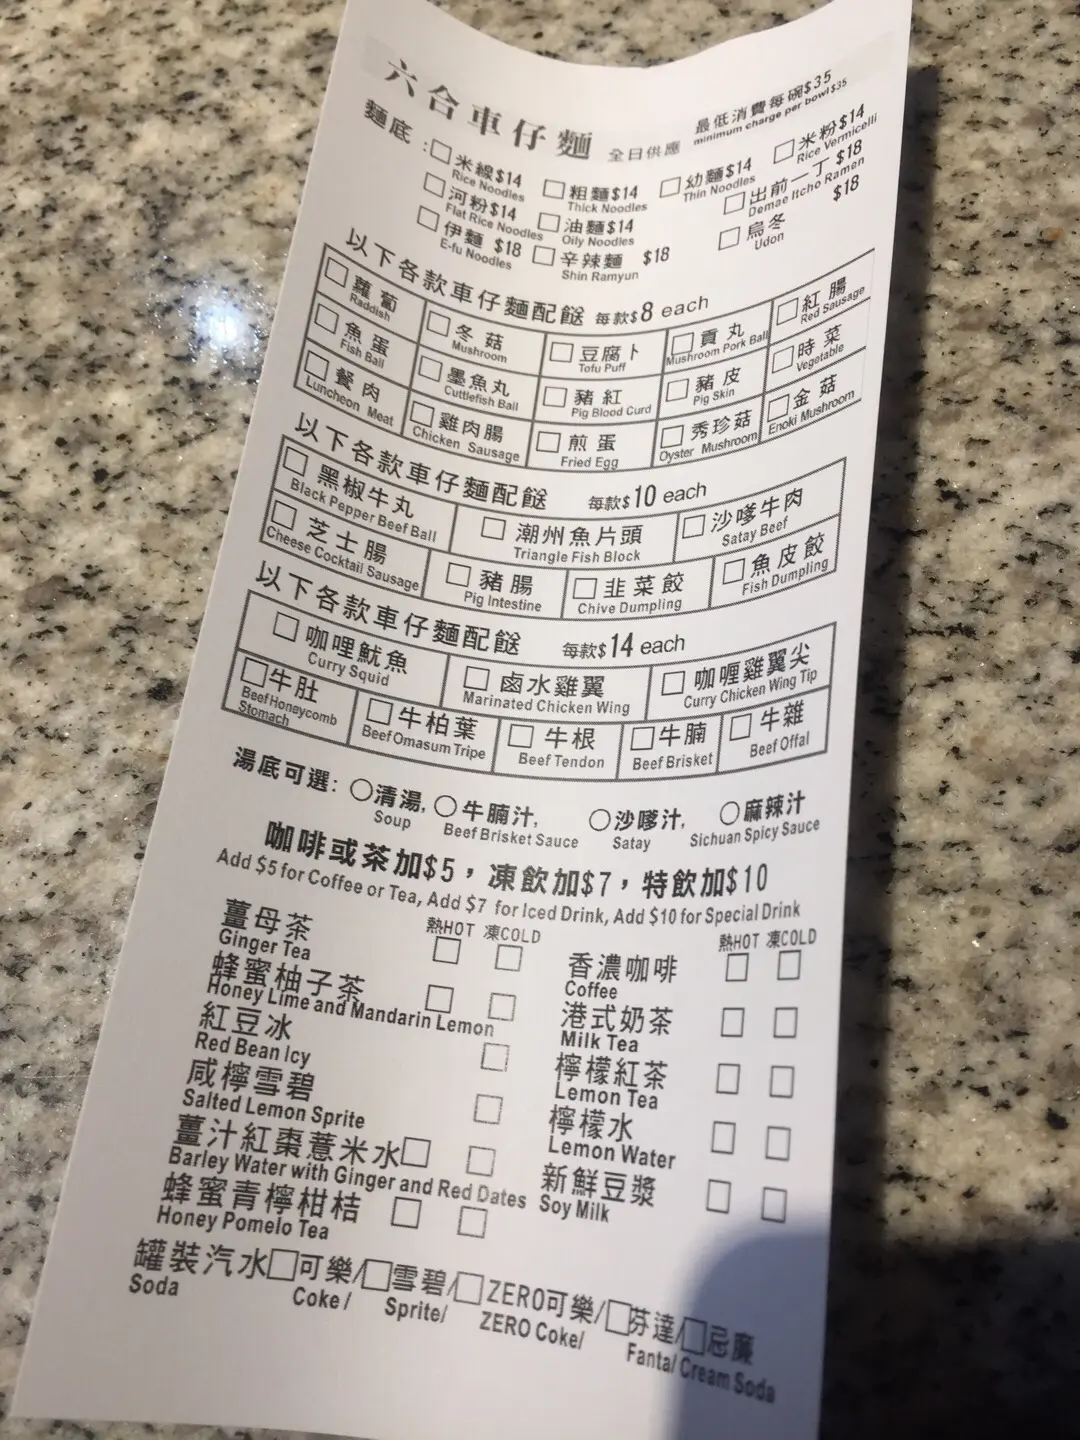 六合車仔麵 全日供應 最低消費每碗$35
minimum charge per bowl $35
麵底：□米線$14 □粗麵$14 □幼麵$14 □米粉$14
Rice Noodles Thick Noodles Thin Noodles Rice Vermicelli
□河粉$14 □油麵$14 □出前一丁$18
Flat Rice Noodles Oily Noodles Demae Itcho Ramen
□伊麵 $18 □辛辣麵 $18 □烏冬 $18
E-fu Noodles Shin Ramyun Udon
以下各款車仔麵配餸 每款$8 each
□蘿蔔 □冬菇 □豆腐卜 □貢丸 □紅腸
Raddish Mushroom Tofu Puff Mushroom Pork Ball Red Sausage
□魚蛋 □墨魚丸 □豬紅 □豬皮 □時菜
Fish Ball Cuttlefish Ball Pig Blood Curd Pig Skin Vegetable
□餐肉 □雞肉腸 □煎蛋 □秀珍菇 □金菇
Luncheon Meat Chicken Sausage Fried Egg Oyster Mushroom Enoki Mushroom
以下各款車仔麵配餸 每款$10 each
□黑椒牛丸 □潮州魚片頭 □沙嗲牛肉
Black Pepper Beef Ball Triangle Fish Block Satay Beef
□芝士腸 □豬腸 □韭菜餃 □魚皮餃
Cheese Cocktail Sausage Pig Intestine Chive Dumpling Fish Dumpling
以下各款車仔麵配餸 每款$14 each
□咖哩魷魚 □鹵水雞翼 □咖喱雞翼尖
Curry Squid Marinated Chicken Wing Curry Chicken Wing Tip
□牛肚 □牛柏葉 □牛根 □牛腩 □牛雜
Beef Honeycomb Stomach Beef Omasum Tripe Beef Tendon Beef Brisket Beef Offal
湯底可選：○清湯, ○牛腩汁, ○沙嗲汁, ○麻辣汁
Soup Beef Brisket Sauce Satay Sichuan Spicy Sauce
咖啡或茶加$5，凍飲加$7，特飲加$10
Add $5 for Coffee or Tea, Add $7 for Iced Drink, Add $10 for Special Drink
熱HOT 凍COLD
薑母茶 □ □
Ginger Tea
蜂蜜柚子茶 □ □
Honey Lime and Mandarin Lemon
紅豆冰 □
Red Bean Icy
咸檸雪碧 □
Salted Lemon Sprite
薑汁紅棗薏米水 □ □
Barley Water with Ginger and Red Dates
蜂蜜青檸柑桔 □ □
Honey Pomelo Tea
熱HOT 凍COLD
香濃咖啡 □ □
Coffee
港式奶茶 □ □
Milk Tea
檸檬紅茶 □ □
Lemon Tea
檸檬水 □ □
Lemon Water
新鮮豆漿 □ □
Soy Milk
罐裝汽水□可樂/□雪碧/□ZERO可樂/□芬達/□忌廉
Soda Coke / Sprite/ ZERO Coke/ Fanta/ Cream Soda